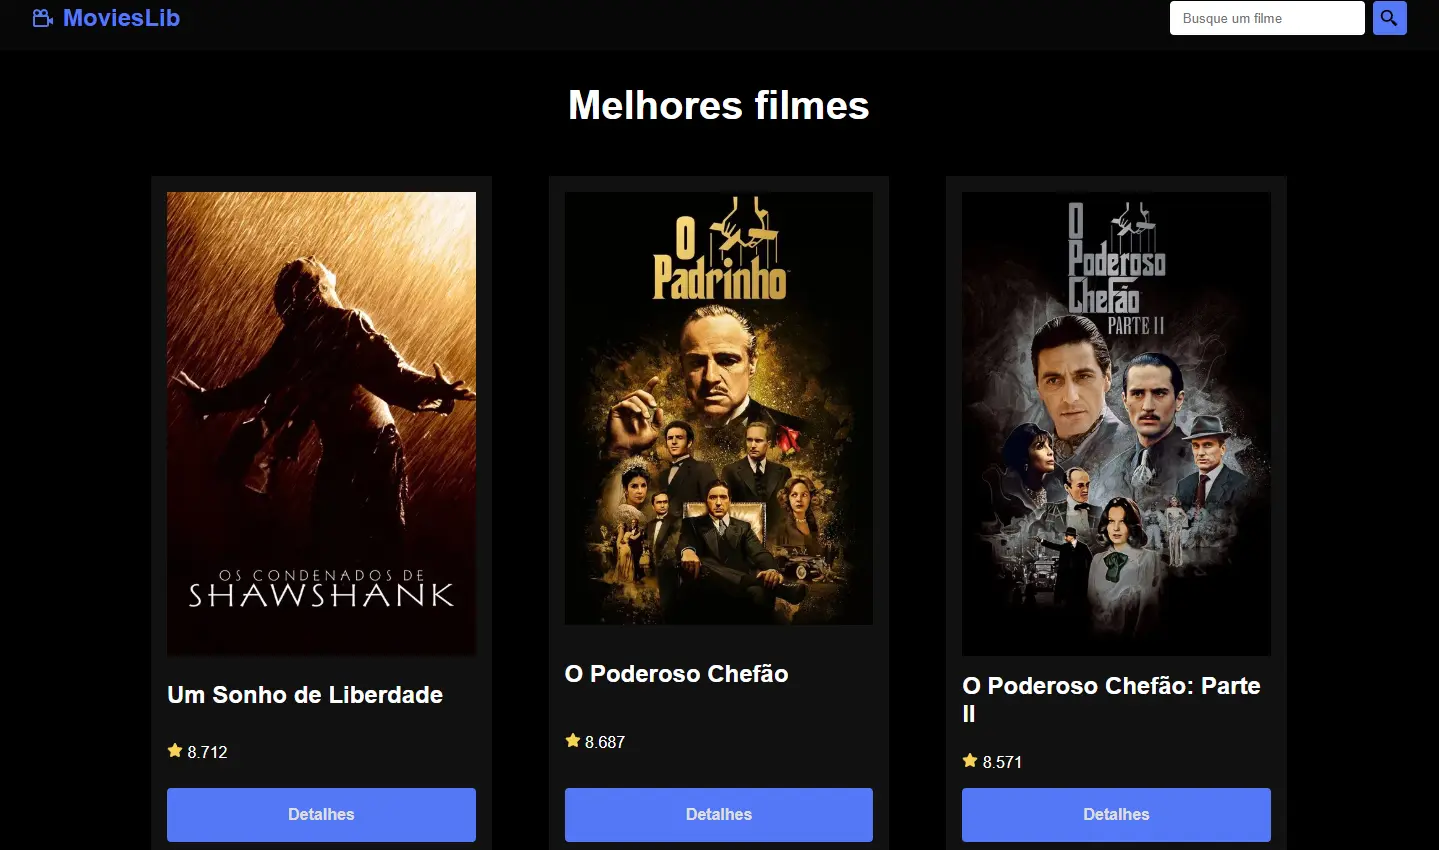 MoviesLib
Busque um filme
Melhores filmes
OS CONDENADOS DE
SHAWSHANK
Um Sonho de Liberdade
8.712
Detalhes
O
Padrinho
O Poderoso Chefão
8.687
Detalhes
O
Poderoso
Chefão
PARTE II
O Poderoso Chefão: Parte
II
8.571
Detalhes